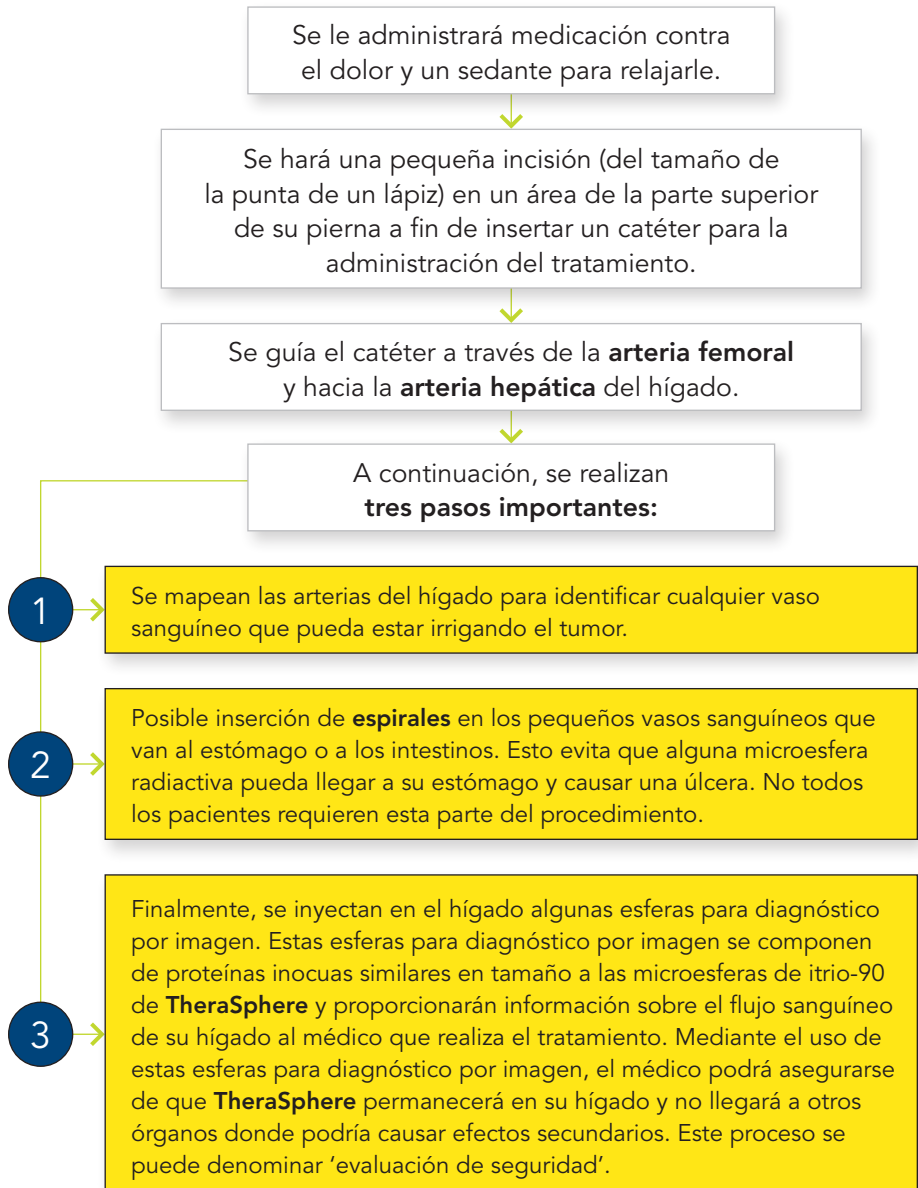 Se le administrará medicación contra
el dolor y un sedante para relajarle.
Se hará una pequeña incisión (del tamaño de
la punta de un lápiz) en un área de la parte superior
de su pierna a fin de insertar un catéter para la
administración del tratamiento.
Se guía el catéter a través de la arteria femoral
y hacia la arteria hepática del hígado.
A continuación, se realizan
tres pasos importantes:
1
Se mapean las arterias del hígado para identificar cualquier vaso
sanguíneo que pueda estar irrigando el tumor.
2
Posible inserción de espirales en los pequeños vasos sanguíneos que
van al estómago o a los intestinos. Esto evita que alguna microesfera
radiactiva pueda llegar a su estómago y causar una úlcera. No todos
los pacientes requieren esta parte del procedimiento.
3
Finalmente, se inyectan en el hígado algunas esferas para diagnóstico
por imagen. Estas esferas para diagnóstico por imagen se componen
de proteínas inocuas similares en tamaño a las microesferas de itrio-90
de TheraSphere y proporcionarán información sobre el flujo sanguíneo
de su hígado al médico que realiza el tratamiento. Mediante el uso de
estas esferas para diagnóstico por imagen, el médico podrá asegurarse
de que TheraSphere permanecerá en su hígado y no llegará a otros
órganos donde podría causar efectos secundarios. Este proceso se
puede denominar ‘evaluación de seguridad’.